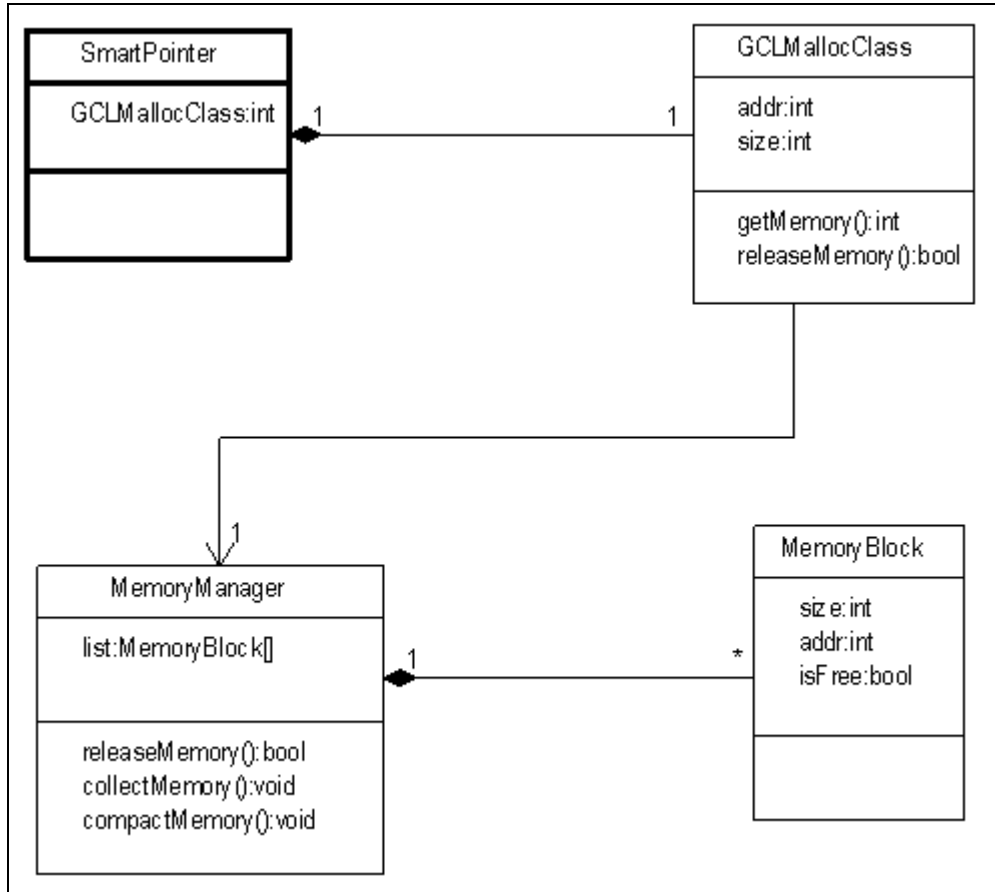 SmartPointer
GCLMallocClass:int
1
1
GCLMallocClass
addr:int
size:int
getMemory():int
releaseMemory():bool
1
MemoryManager
list:MemoryBlock[]
releaseMemory():bool
collectMemory():void
compactMemory():void
1
*
MemoryBlock
size:int
addr:int
isFree:bool